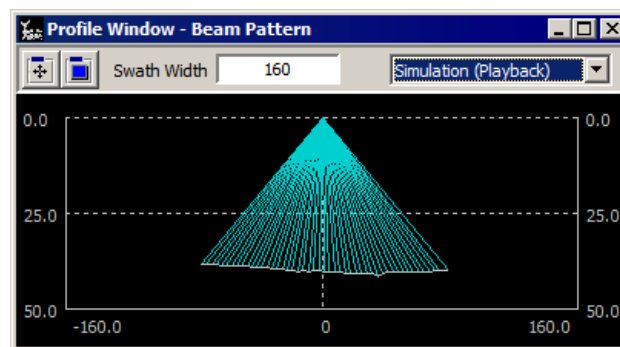 Profile Window - Beam Pattern
Swath Width 160 Simulation (Playback)
0.0 0.0
25.0 25.0
50.0 50.0
-160.0 0 160.0